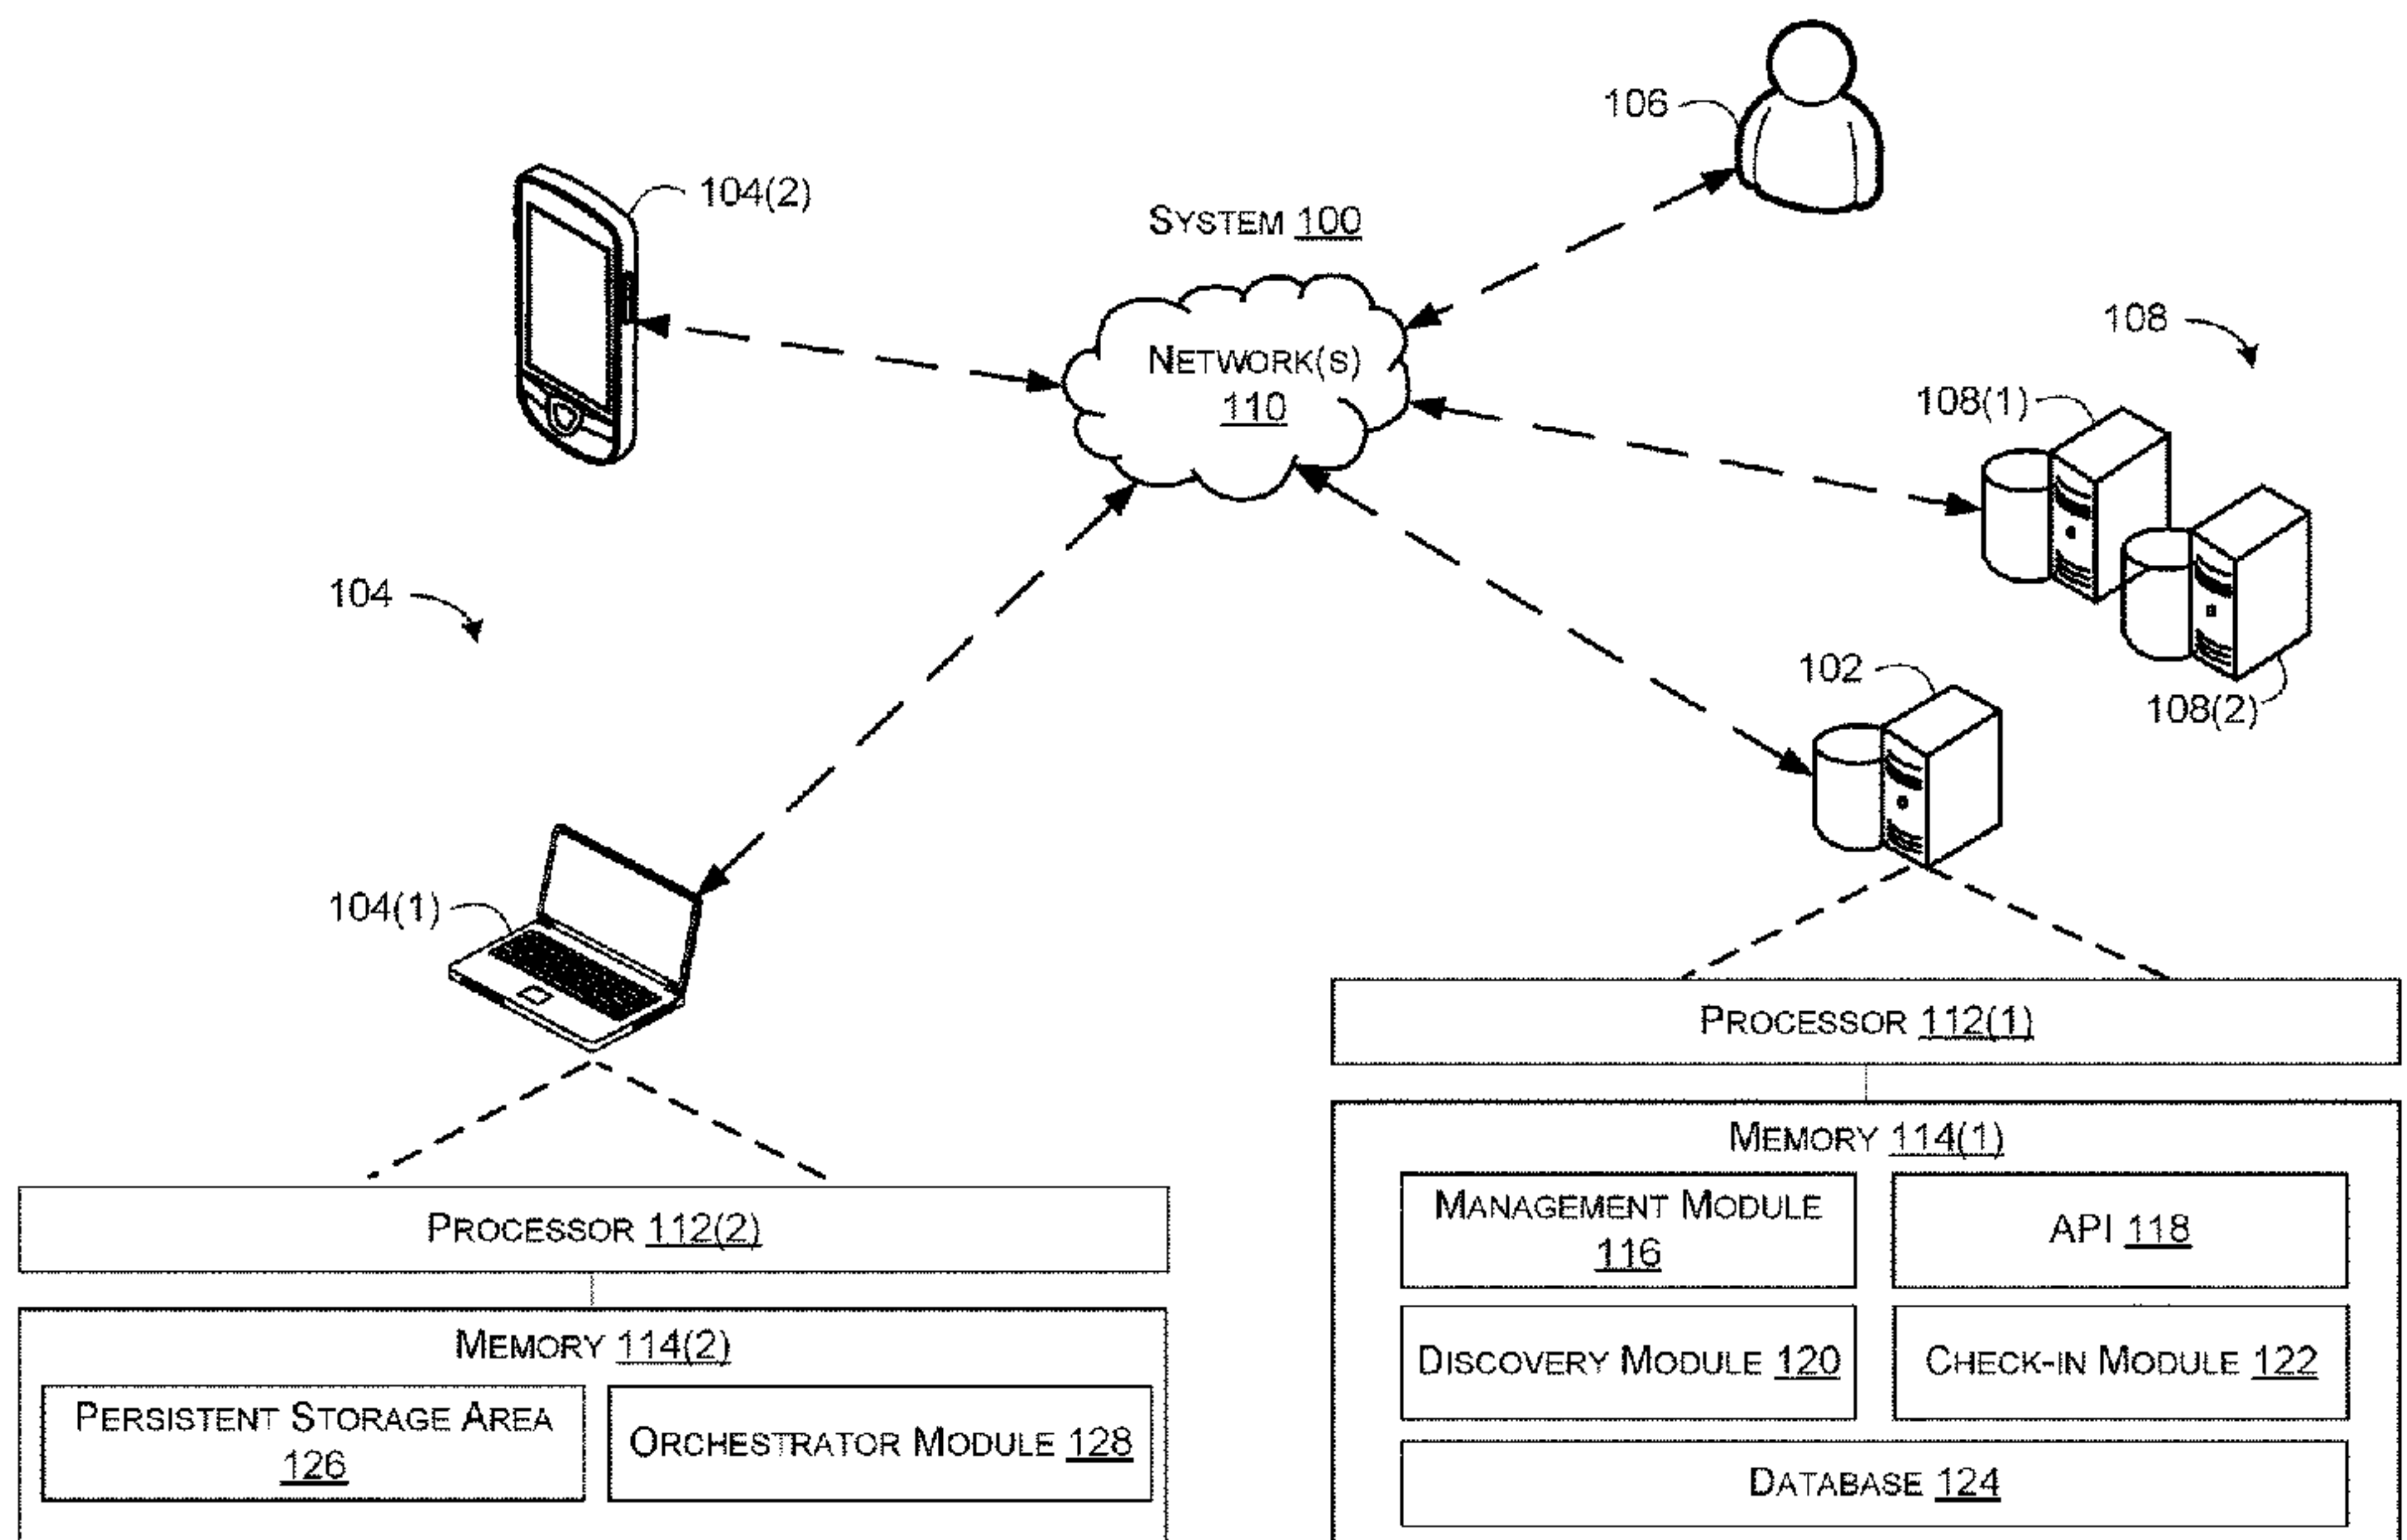 106
104(2)
SYSTEM 100
108
NETWORK(S)
110
108(1)
104
102
108(2)
104(1)
PROCESSOR 112(1)
MEMORY 114(1)
MANAGEMENT MODULE
116
API 118
PROCESSOR 112(2)
DISCOVERY MODULE 120
CHECK-IN MODULE 122
MEMORY 114(2)
PERSISTENT STORAGE AREA
126
ORCHESTRATOR MODULE 128
DATABASE 124